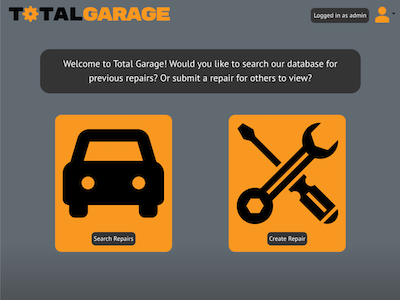 TOTALGARAGE
Logged in as admin
Welcome to Total Garage! Would you like to search our database for
previous repairs? Or submit a repair for others to view?
Search Repairs
Create Repair